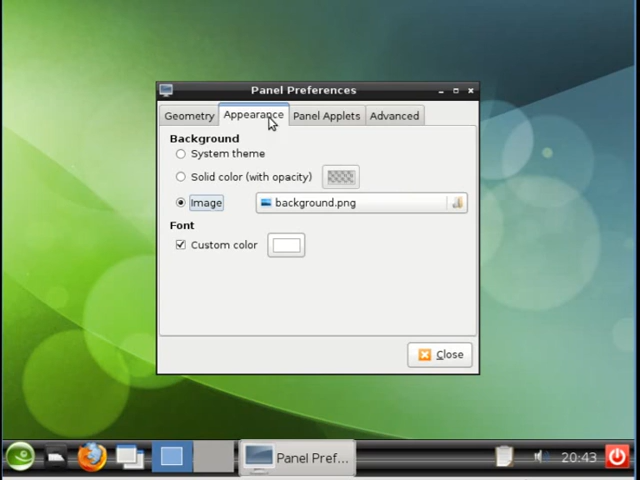 Panel Preferences
Geometry Appearance Panel Applets Advanced
Background
System theme
Solid color (with opacity)
Image background.png
Font
Custom color
Close
Panel Pref... 20:43